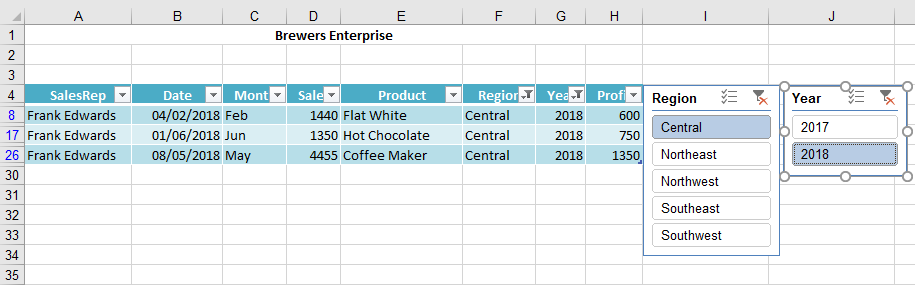 A B C D E F G H I J
1 Brewers Enterprise
2
3
4 SalesRep Date Mont Sale Product Region Yea Profi
8 Frank Edwards 04/02/2018 Feb 1440 Flat White Central 2018 600
17 Frank Edwards 01/06/2018 Jun 1350 Hot Chocolate Central 2018 750
26 Frank Edwards 08/05/2018 May 4455 Coffee Maker Central 2018 1350
30
31
32
33
34
35
Region
Central
Northeast
Northwest
Southeast
Southwest
Year
2017
2018